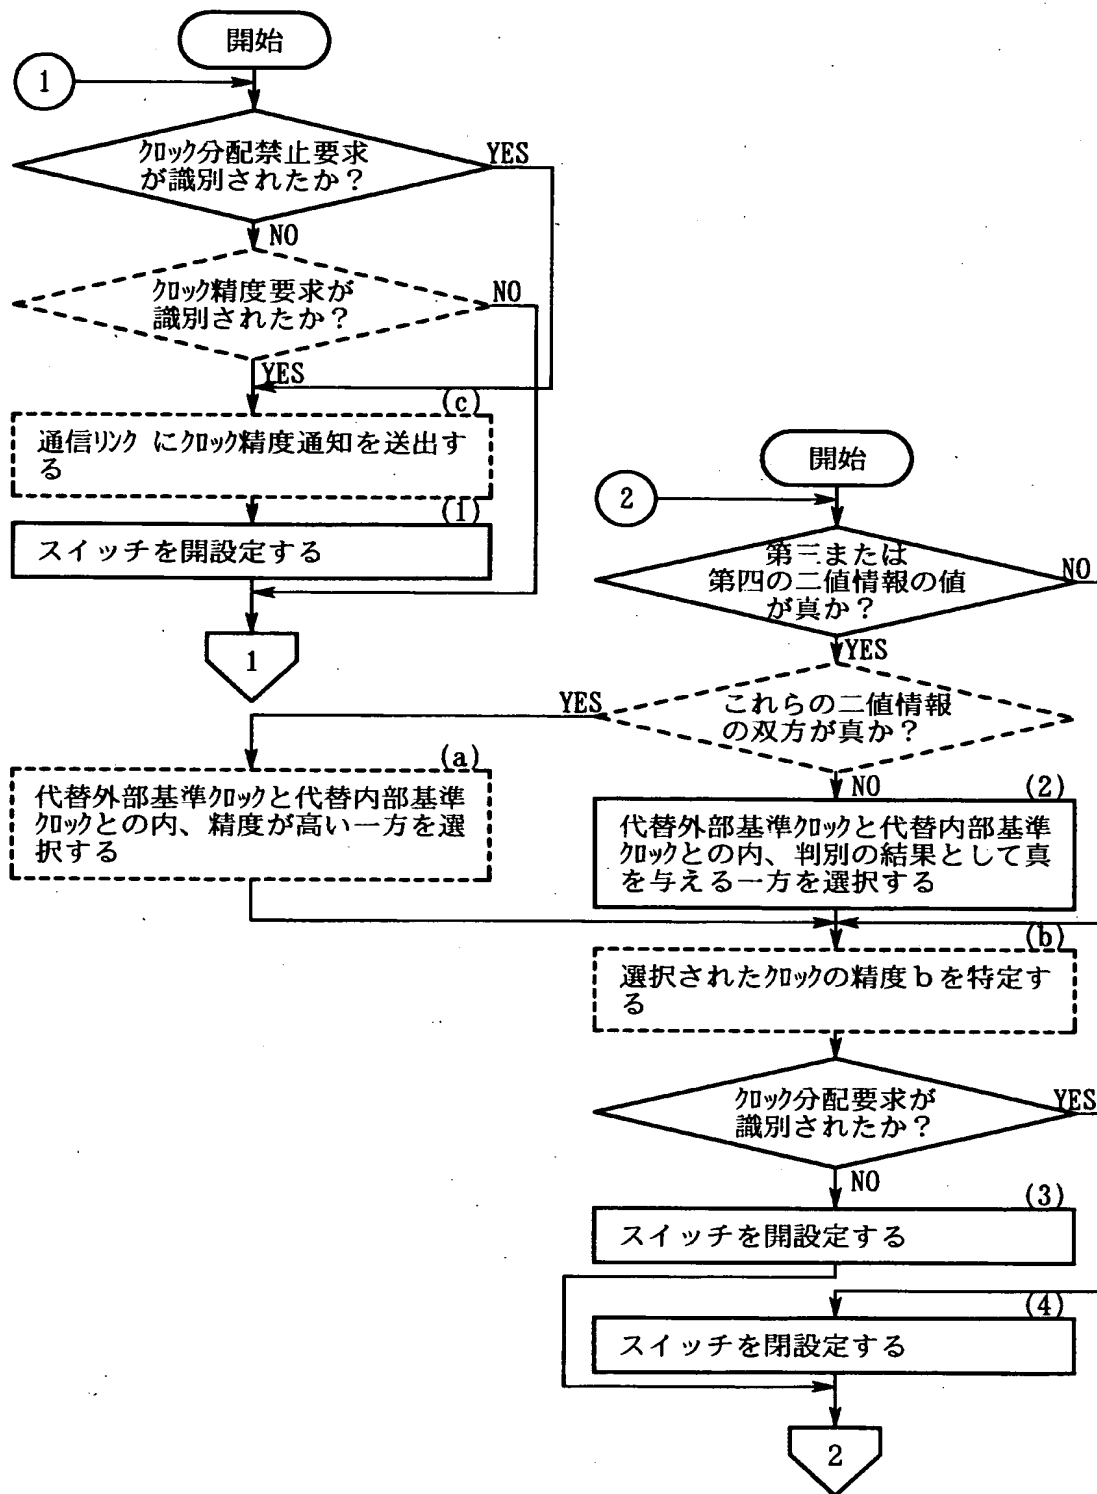 開始
1
クロック分配禁止要求
が識別されたか？
YES
NO
クロック精度要求が
識別されたか？
NO
YES
(c)
通信リンク にクロック精度通知を送出す
る
(1)
スイッチを開設定する
1
開始
2
第三または
第四の二値情報の値
が真か？
NO
YES
これらの二値情報
の双方が真か？
YES
NO
(a)
代替外部基準クロックと代替内部基準
クロックとの内、精度が高い一方を選
択する
(2)
代替外部基準クロックと代替内部基準
クロックとの内、判別の結果として真
を与える一方を選択する
(b)
選択されたクロックの精度ｂを特定す
る
クロック分配要求が
識別されたか？
YES
NO
(3)
スイッチを開設定する
(4)
スイッチを閉設定する
2